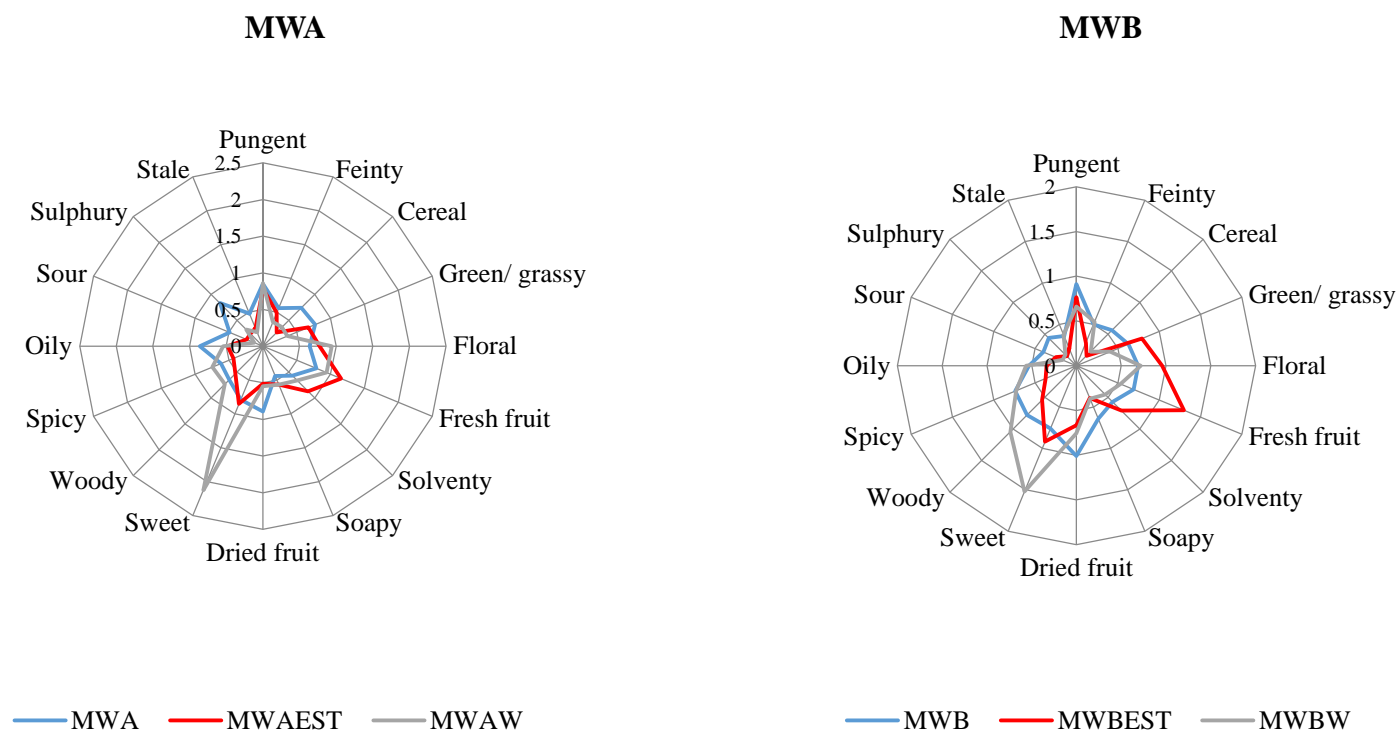 MWA
Pungent
Feinty
Cereal
Green/ grassy
Floral
Fresh fruit
Solventy
Soapy
Dried fruit
Sweet
Woody
Spicy
Oily
Sour
Sulphury
Stale
2.5
2
1.5
1
0.5
0
MWA
MWAEST
MWAW
MWB
Pungent
Feinty
Cereal
Green/ grassy
Floral
Fresh fruit
Solventy
Soapy
Dried fruit
Sweet
Woody
Spicy
Oily
Sour
Sulphury
Stale
2
1.5
1
0.5
0
MWB
MWBEST
MWBW